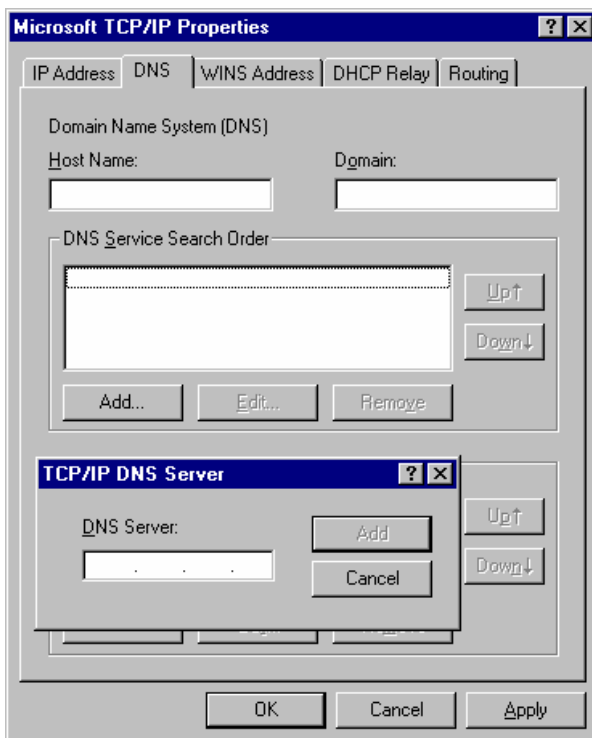 Microsoft TCP/IP Properties
IP Address DNS WINS Address DHCP Relay Routing
Domain Name System (DNS)
Host Name: Domain:
DNS Service Search Order
Up↑
Down↓
Add... Edit... Remove
TCP/IP DNS Server
DNS Server:
. . .
Add
Cancel
Up↑
Down↓
OK Cancel Apply